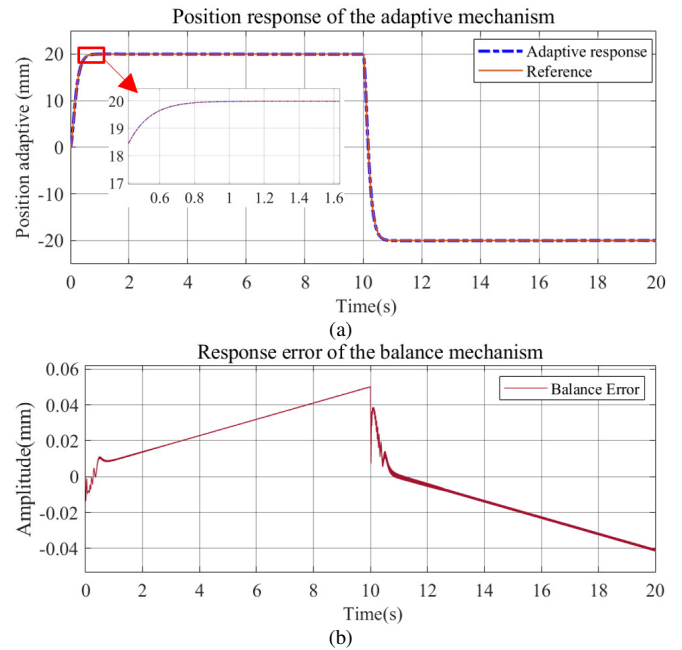 Position response of the adaptive mechanism
Position adaptive (mm)
20
10
0
-10
-20
Adaptive response
Reference
20
19
18
17
0.6 0.8 1 1.2 1.4 1.6
0 2 4 6 8 10 12 14 16 18 20
Time(s)
(a)
Response error of the balance mechanism
Amplitude(mm)
0.06
0.04
0.02
0
-0.02
-0.04
Balance Error
0 2 4 6 8 10 12 14 16 18 20
Time(s)
(b)